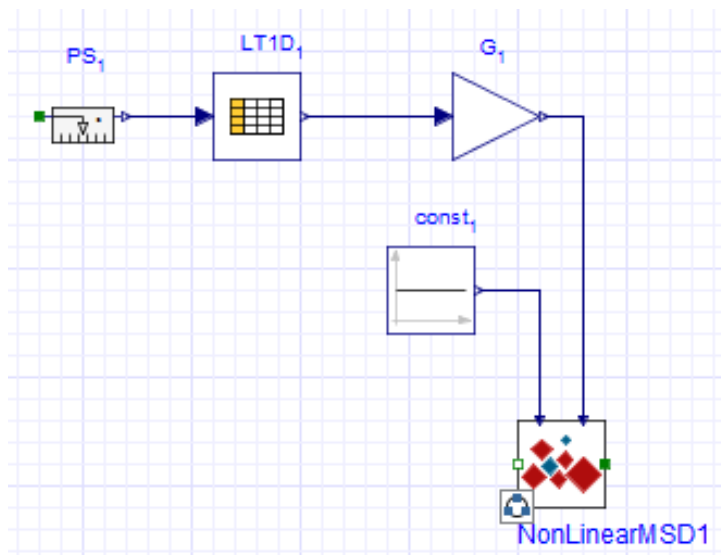 PS₁
LT1D₁
G₁
const₁
NonLinearMSD1